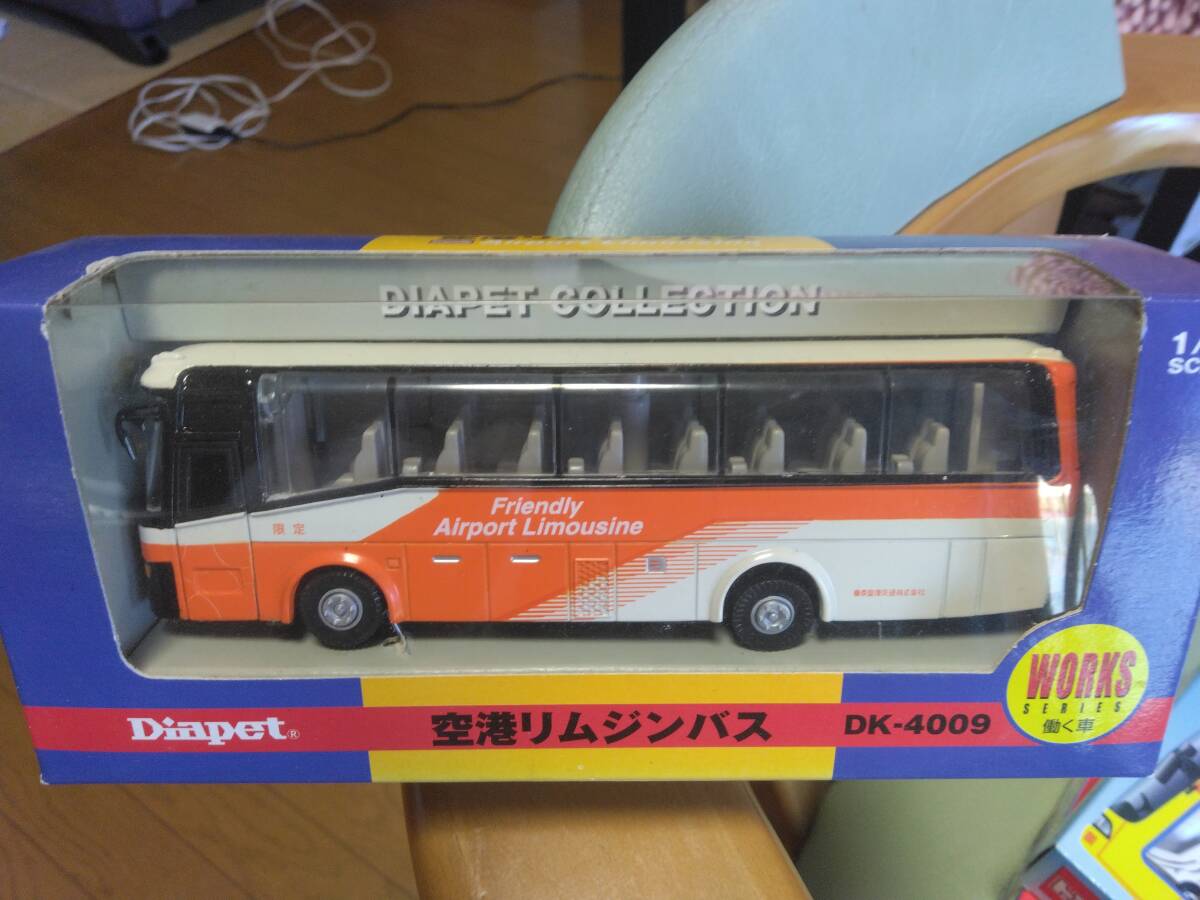 DIAPET COLLECTION
SC
Friendly
Airport Limousine
限定
Diapet®
空港リムジンバス
DK-4009
WORKS
SERIES
働く車